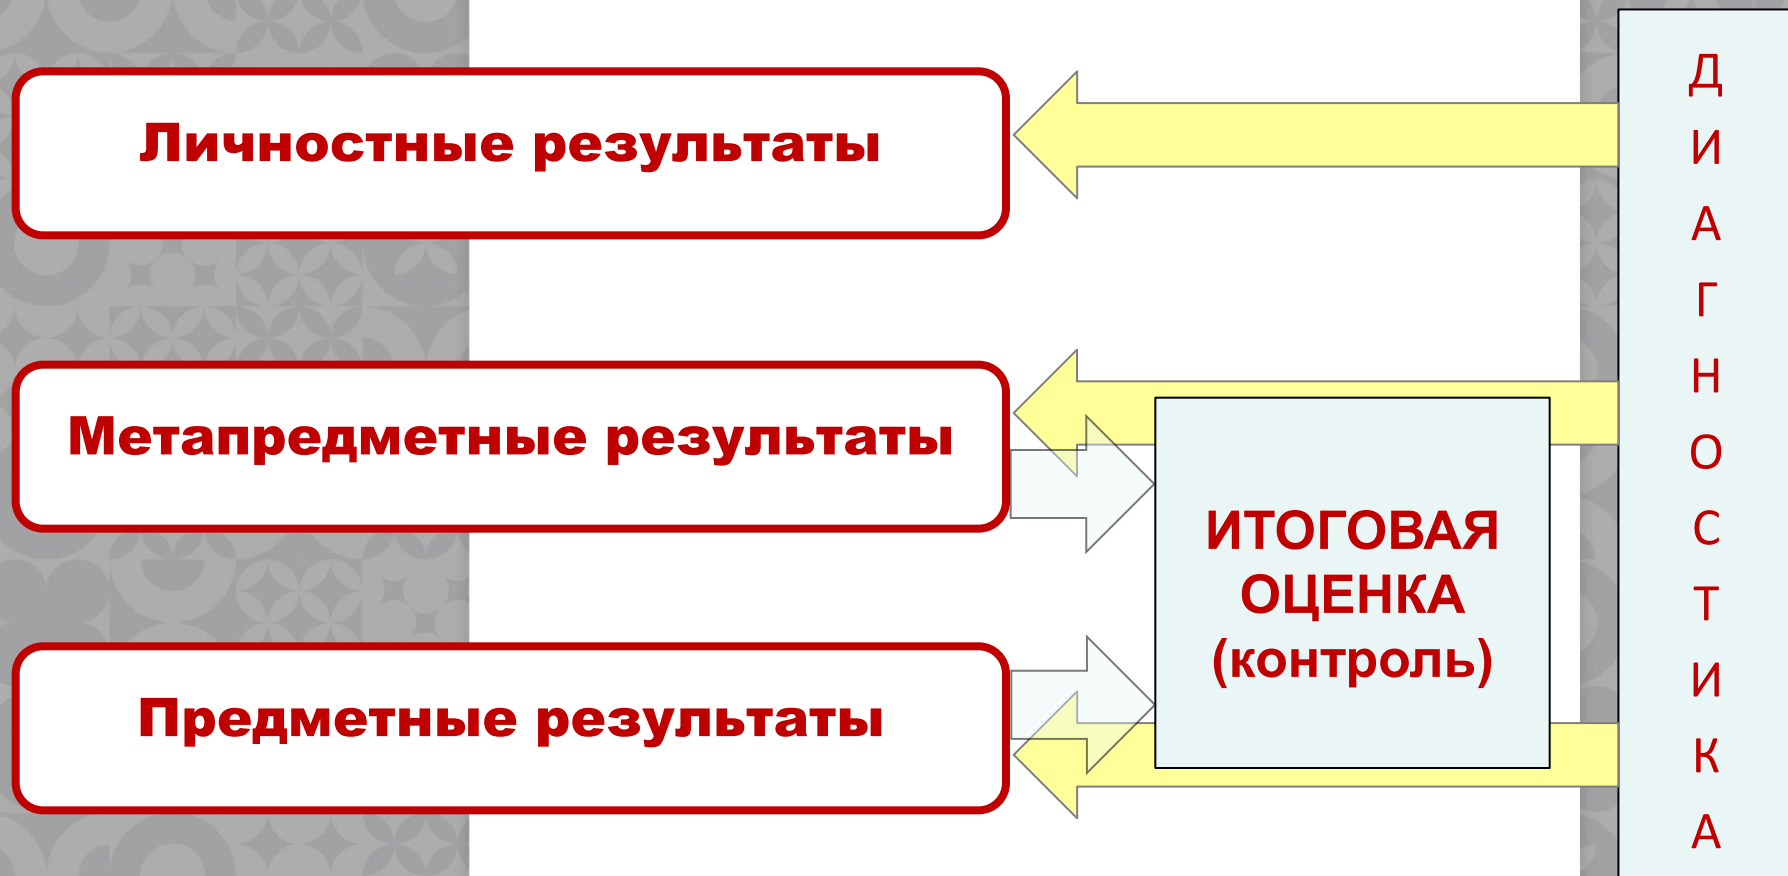 Личностные результаты
Метапредметные результаты
Предметные результаты
ИТОГОВАЯ
ОЦЕНКА
(контроль)
Д
И
А
Г
Н
О
С
Т
И
К
А